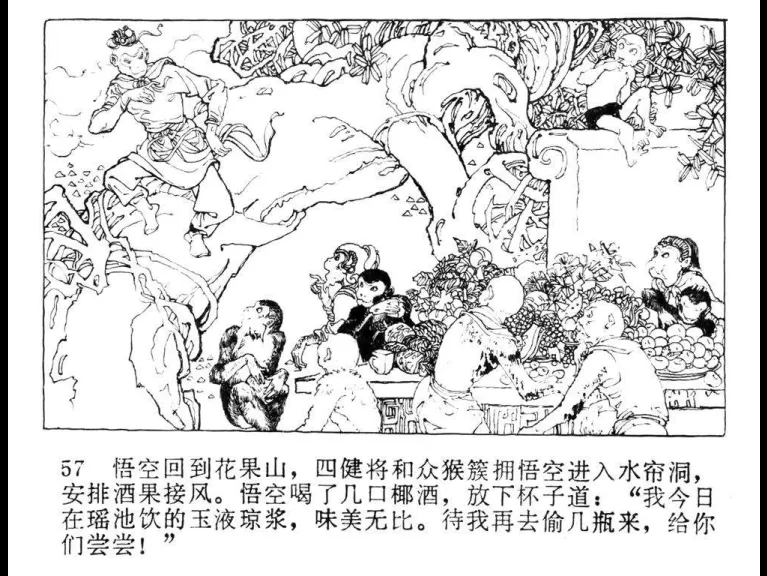 57 悟空回到花果山，四健将和众猴簇拥悟空进入水帘洞，
安排酒果接风。悟空喝了几口椰酒，放下杯子道：“我今日
在瑶池饮的玉液琼浆，味美无比。待我再去偷几瓶来，给你
们尝尝！”